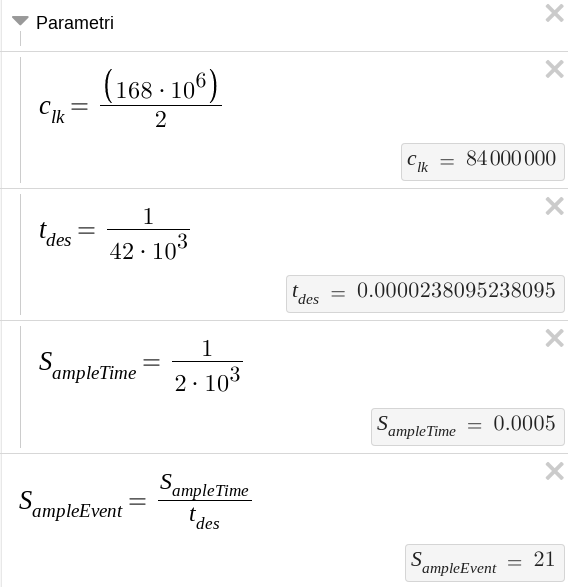 Parametri
c_lk = (168 · 10^6) / 2
c_lk = 84000000
t_des = 1 / (42 · 10^3)
t_des = 0.0000238095238095
S_ampleTime = 1 / (2 · 10^3)
S_ampleTime = 0.0005
S_ampleEvent = S_ampleTime / t_des
S_ampleEvent = 21